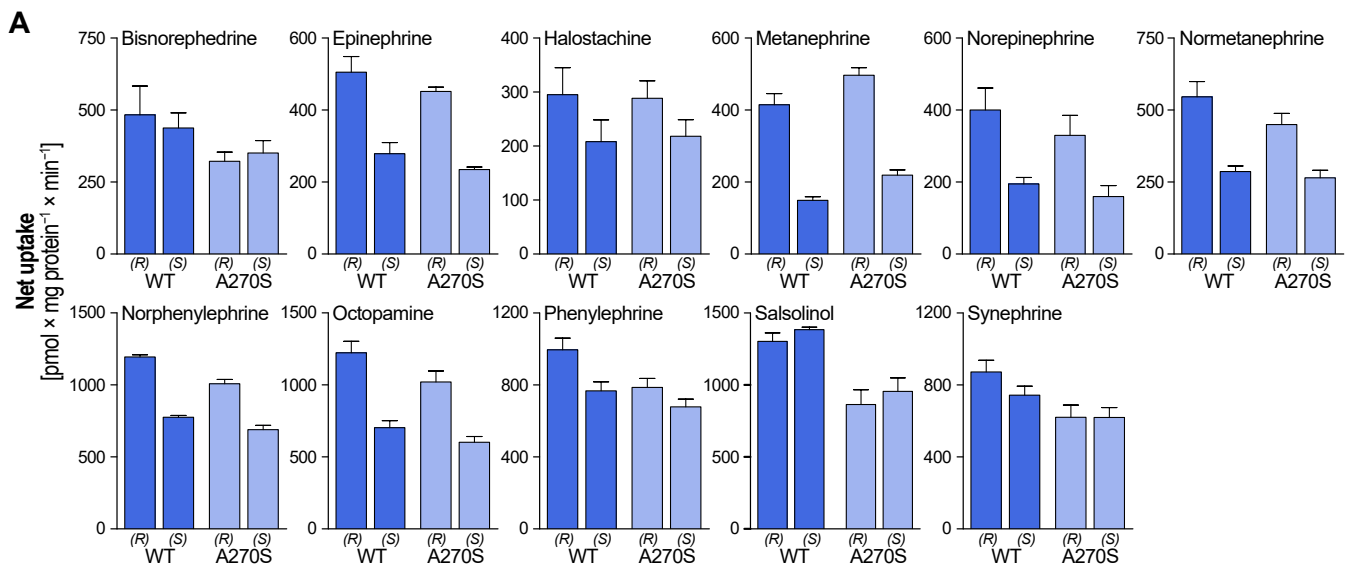 A
Net uptake
[pmol × mg protein⁻¹ × min⁻¹]
Bisnorephedrine
750
500
250
0
(R) (S) (R) (S)
WT A270S
Epinephrine
600
400
200
0
(R) (S) (R) (S)
WT A270S
Halostachine
400
300
200
100
0
(R) (S) (R) (S)
WT A270S
Metanephrine
600
400
200
0
(R) (S) (R) (S)
WT A270S
Norepinephrine
600
400
200
0
(R) (S) (R) (S)
WT A270S
Normetanephrine
750
500
250
0
(R) (S) (R) (S)
WT A270S
Norphenylephrine
1500
1000
500
0
(R) (S) (R) (S)
WT A270S
Octopamine
1500
1000
500
0
(R) (S) (R) (S)
WT A270S
Phenylephrine
1200
800
400
0
(R) (S) (R) (S)
WT A270S
Salsolinol
1500
1000
500
0
(R) (S) (R) (S)
WT A270S
Synephrine
1200
800
400
0
(R) (S) (R) (S)
WT A270S